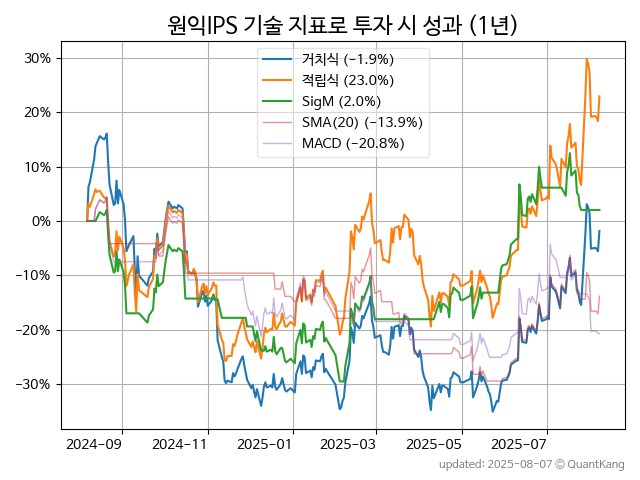 원익IPS 기술 지표로 투자 시 성과 (1년)
거치식 (−1.9%)
적립식 (23.0%)
SigM (2.0%)
SMA(20) (−13.9%)
MACD (−20.8%)
30%
20%
10%
0%
−10%
−20%
−30%
2024-09 2024-11 2025-01 2025-03 2025-05 2025-07
updated: 2025-08-07 © QuantKang